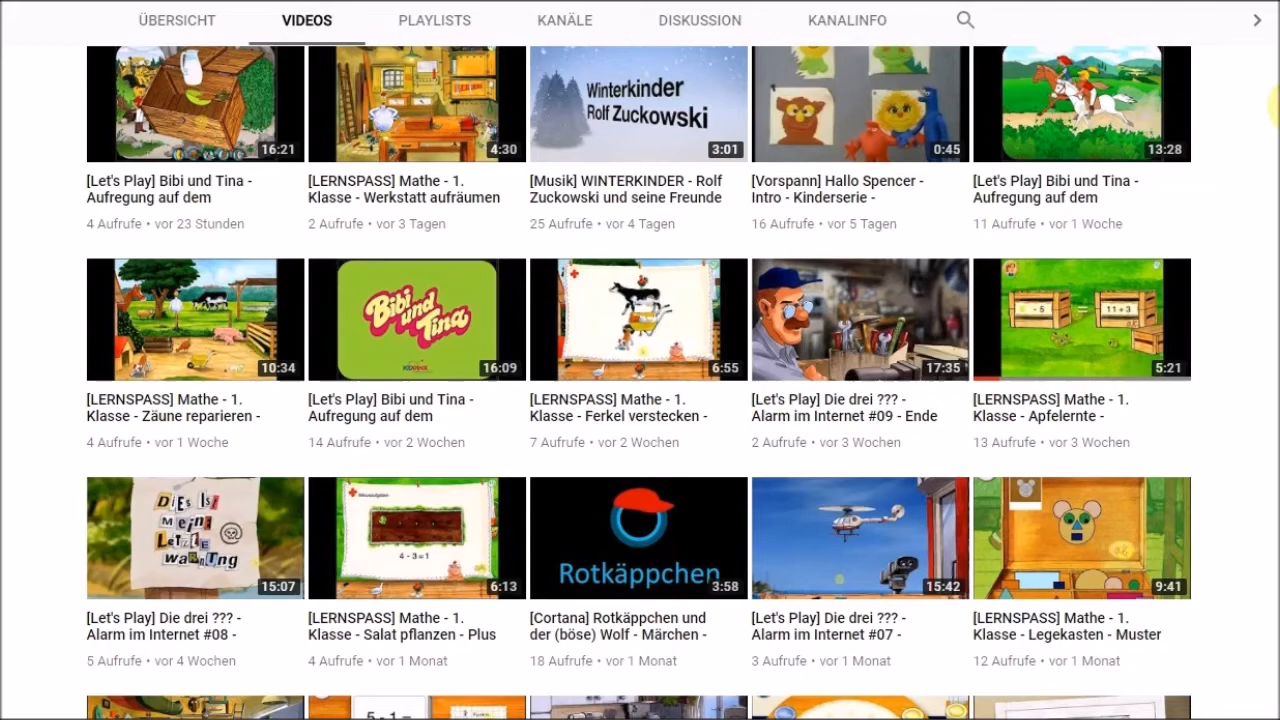 ÜBERSICHT VIDEOS PLAYLISTS KANÄLE DISKUSSION KANALINFO
Winterkinder
Rolf Zuckowski
16:21 4:30 3:01 0:45 13:28
[Let's Play] Bibi und Tina -
Aufregung auf dem
4 Aufrufe • vor 23 Stunden
[LERNSPASS] Mathe - 1.
Klasse - Werkstatt aufräumen
2 Aufrufe • vor 3 Tagen
[Musik] WINTERKINDER - Rolf
Zuckowski und seine Freunde
25 Aufrufe • vor 4 Tagen
[Vorspann] Hallo Spencer -
Intro - Kinderserie -
16 Aufrufe • vor 5 Tagen
[Let's Play] Bibi und Tina -
Aufregung auf dem
11 Aufrufe • vor 1 Woche
Bibi
und
Tina
- 5 = 11 + 3
10:34 16:09 6:55 17:35 5:21
[LERNSPASS] Mathe - 1.
Klasse - Zäune reparieren -
4 Aufrufe • vor 1 Woche
[Let's Play] Bibi und Tina -
Aufregung auf dem
14 Aufrufe • vor 2 Wochen
[LERNSPASS] Mathe - 1.
Klasse - Ferkel verstecken -
7 Aufrufe • vor 2 Wochen
[Let's Play] Die drei ??? -
Alarm im Internet #09 - Ende
2 Aufrufe • vor 3 Wochen
[LERNSPASS] Mathe - 1.
Klasse - Apfelernte -
13 Aufrufe • vor 3 Wochen
Dies ist
meine
Letzte
warnung
4 - 3 = 1
Rotkäppchen
15:07 6:13 3:58 15:42 9:41
[Let's Play] Die drei ??? -
Alarm im Internet #08 -
5 Aufrufe • vor 4 Wochen
[LERNSPASS] Mathe - 1.
Klasse - Salat pflanzen - Plus
4 Aufrufe • vor 1 Monat
[Cortana] Rotkäppchen und
der (böse) Wolf - Märchen -
18 Aufrufe • vor 1 Monat
[Let's Play] Die drei ??? -
Alarm im Internet #07 -
3 Aufrufe • vor 1 Monat
[LERNSPASS] Mathe - 1.
Klasse - Legekasten - Muster
12 Aufrufe • vor 1 Monat
5 - 1 =